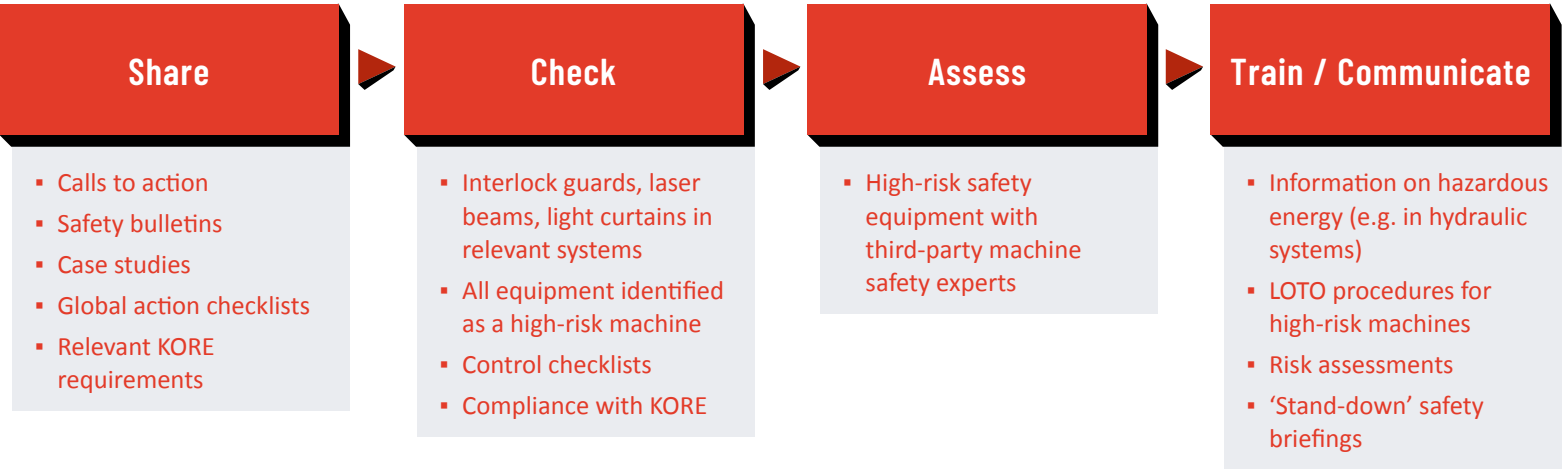 Share
▪ Calls to action
▪ Safety bulletins
▪ Case studies
▪ Global action checklists
▪ Relevant KORE
requirements
Check
▪ Interlock guards, laser
beams, light curtains in
relevant systems
▪ All equipment identified
as a high-risk machine
▪ Control checklists
▪ Compliance with KORE
Assess
▪ High-risk safety
equipment with
third-party machine
safety experts
Train / Communicate
▪ Information on hazardous
energy (e.g. in hydraulic
systems)
▪ LOTO procedures for
high-risk machines
▪ Risk assessments
▪ ‘Stand-down’ safety
briefings